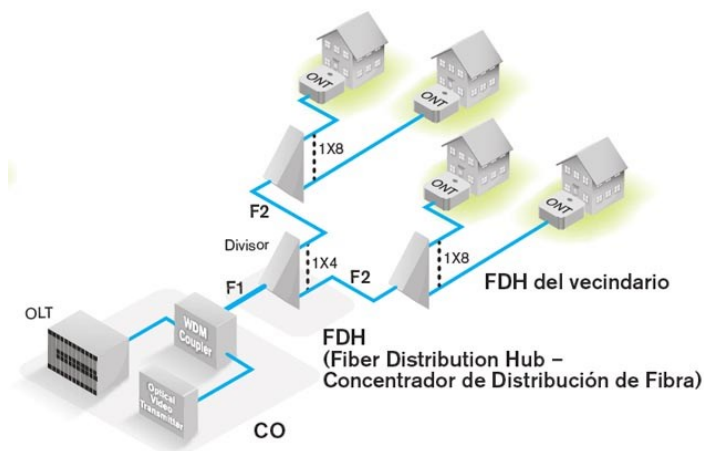 ONT
ONT
1X8
ONT
F2
ONT
Divisor
1X4
F2
1X8
F1
FDH del vecindario
OLT
WDM
Coupler
FDH
(Fiber Distribution Hub –
Concentrador de Distribución de Fibra)
Optical
Video
Transmitter
CO